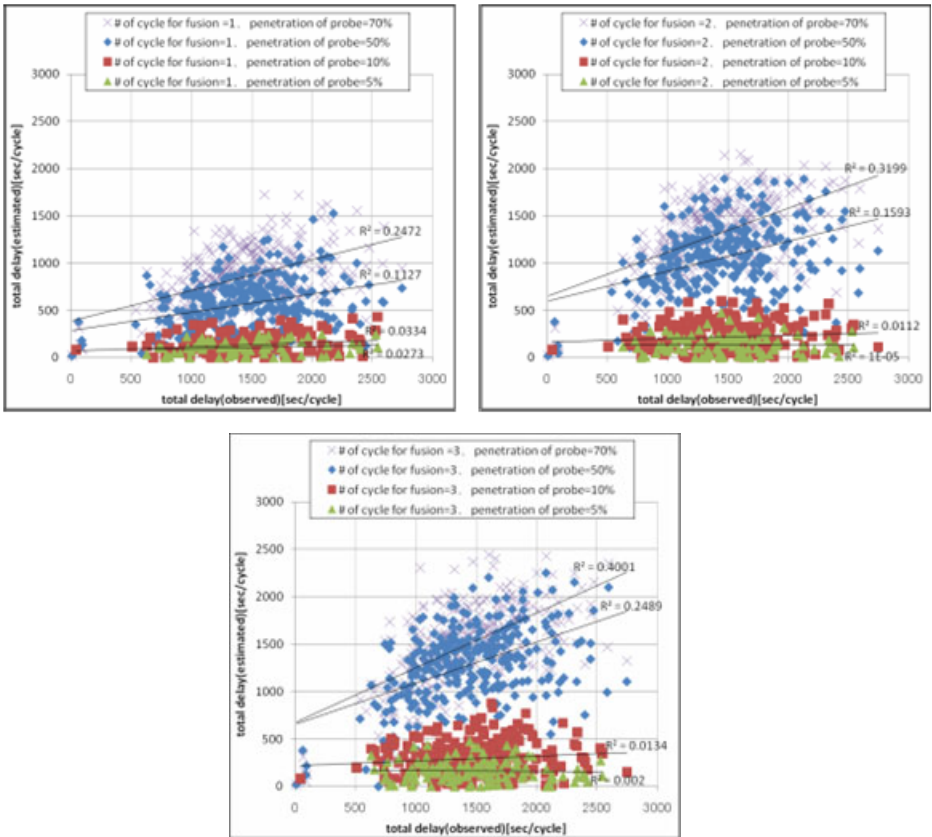 # of cycle for fusion =1, penetration of probe=70%
# of cycle for fusion=1, penetration of probe=50%
# of cycle for fusion=1, penetration of probe=10%
# of cycle for fusion=1, penetration of probe=5%
3000
2500
2000
1500
1000
500
0
total delay(estimated)[sec/cycle]
R² = 0.2472
R² = 0.1127
R² = 0.0334
R² = 0.0273
0 500 1000 1500 2000 2500 3000
total delay(observed)[sec/cycle]
# of cycle for fusion =2, penetration of probe=70%
# of cycle for fusion=2, penetration of probe=50%
# of cycle for fusion=2, penetration of probe=10%
# of cycle for fusion=2, penetration of probe=5%
3000
2500
2000
1500
1000
500
0
total delay(estimated)[sec/cycle]
R² = 0.3199
R² = 0.1593
R² = 0.0112
R² = 1E-05
0 500 1000 1500 2000 2500 3000
total delay(observed)[sec/cycle]
# of cycle for fusion =3, penetration of probe=70%
# of cycle for fusion=3, penetration of probe=50%
# of cycle for fusion=3, penetration of probe=10%
# of cycle for fusion=3, penetration of probe=5%
3000
2500
2000
1500
1000
500
0
total delay(estimated)[sec/cycle]
R² = 0.4001
R² = 0.2489
R² = 0.0134
R² = 0.002
0 500 1000 1500 2000 2500 3000
total delay(observed)[sec/cycle]